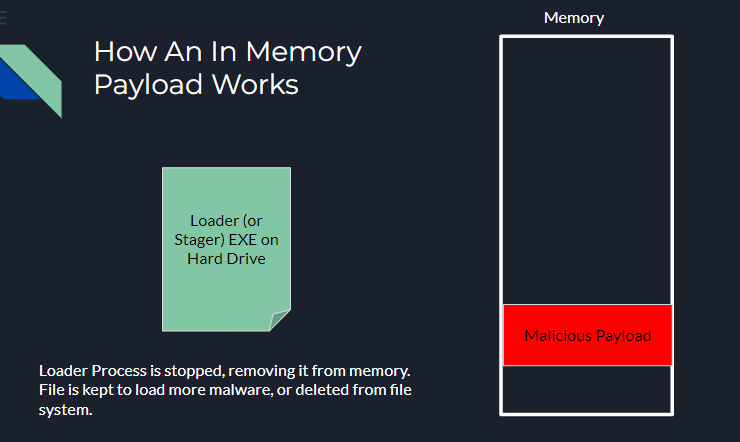 Memory
How An In Memory
Payload Works
Loader (or
Stager) EXE on
Hard Drive
Malicious Payload
Loader Process is stopped, removing it from memory.
File is kept to load more malware, or deleted from file
system.